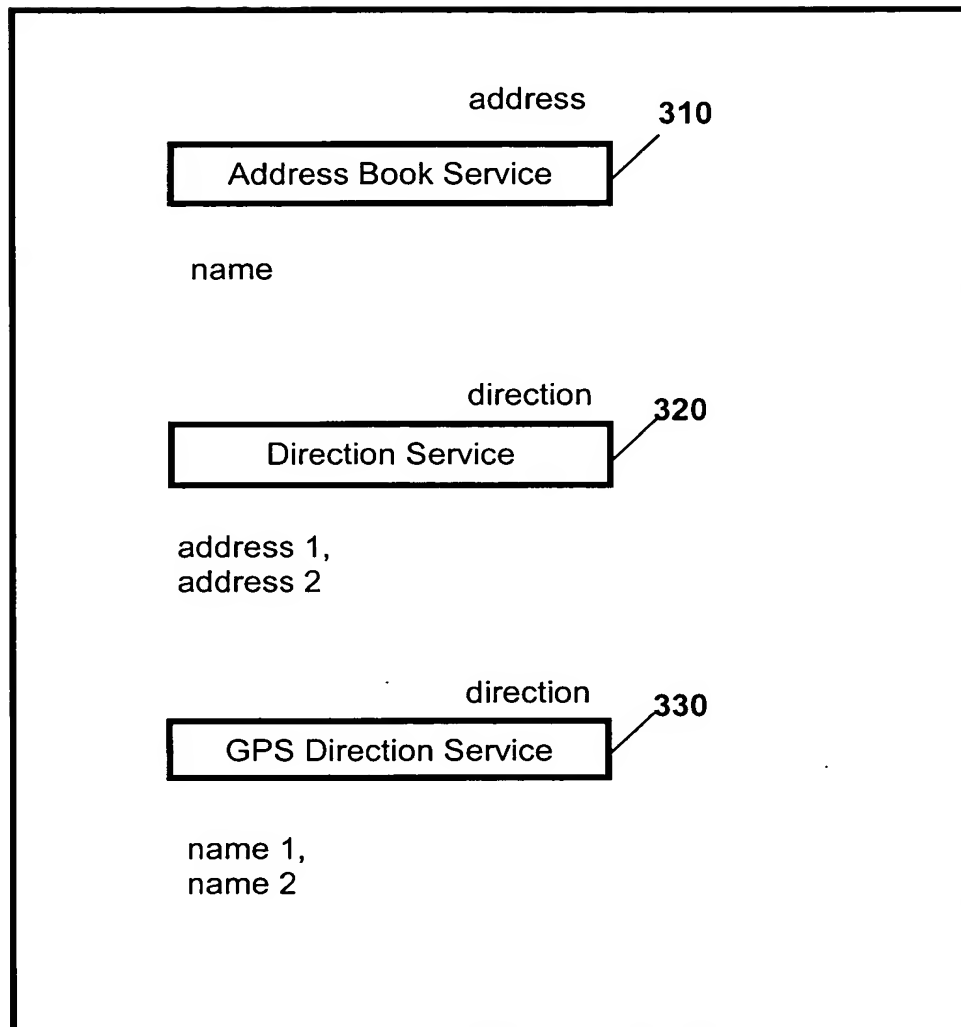 address
310
Address Book Service
name
direction
320
Direction Service
address 1,
address 2
direction
330
GPS Direction Service
name 1,
name 2